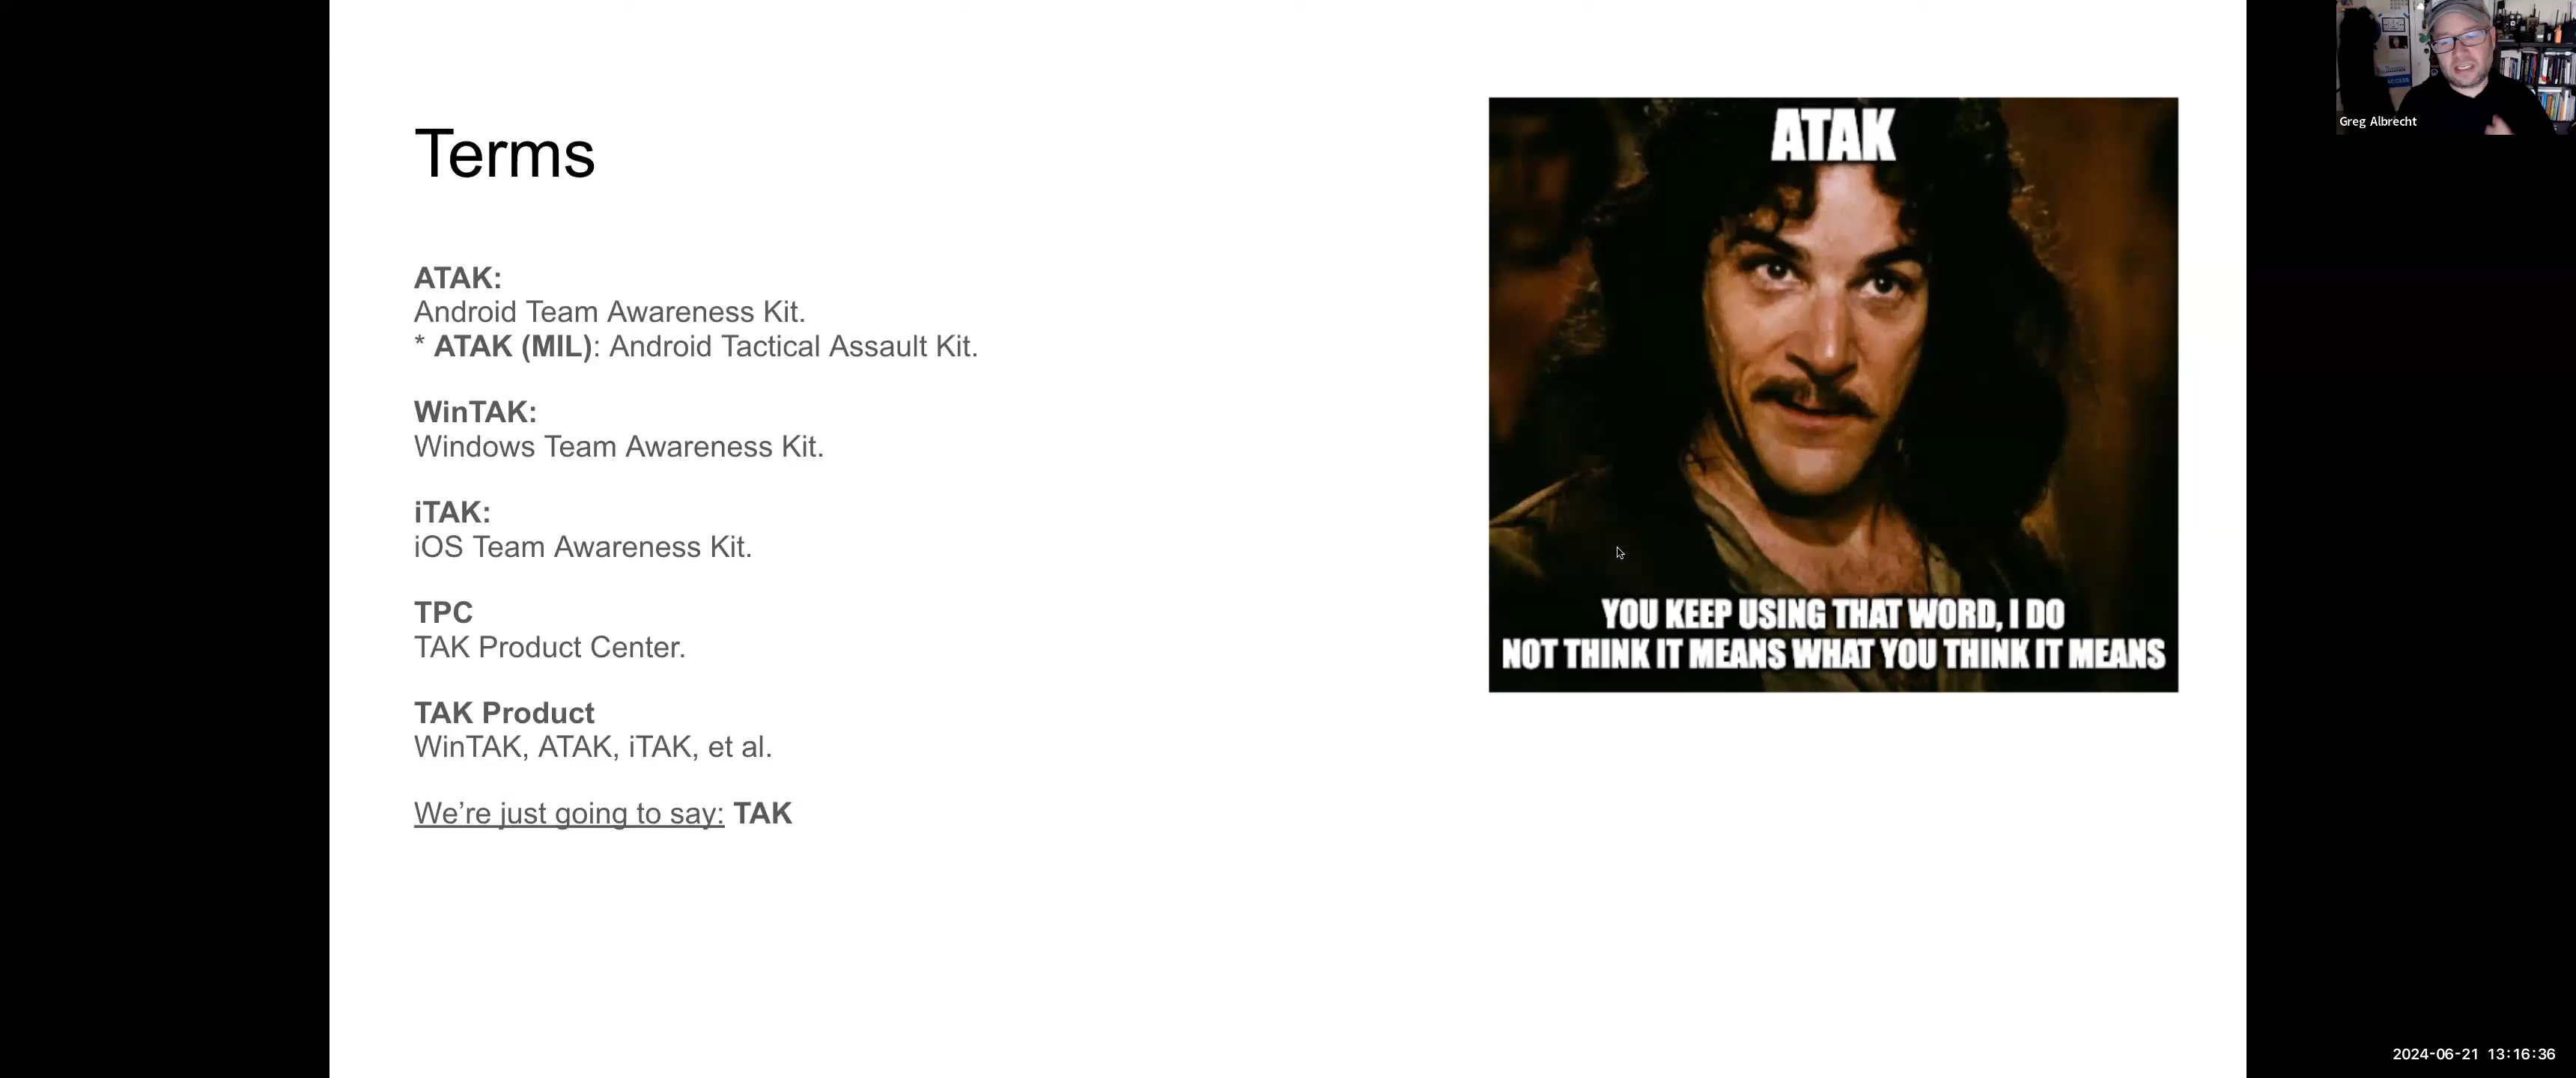 Terms
ATAK:
Android Team Awareness Kit.
* ATAK (MIL): Android Tactical Assault Kit.
WinTAK:
Windows Team Awareness Kit.
iTAK:
iOS Team Awareness Kit.
TPC
TAK Product Center.
TAK Product
WinTAK, ATAK, iTAK, et al.
We’re just going to say: TAK
ATAK
YOU KEEP USING THAT WORD, I DO
NOT THINK IT MEANS WHAT YOU THINK IT MEANS
Greg Albrecht
2024-06-21 13:16:36